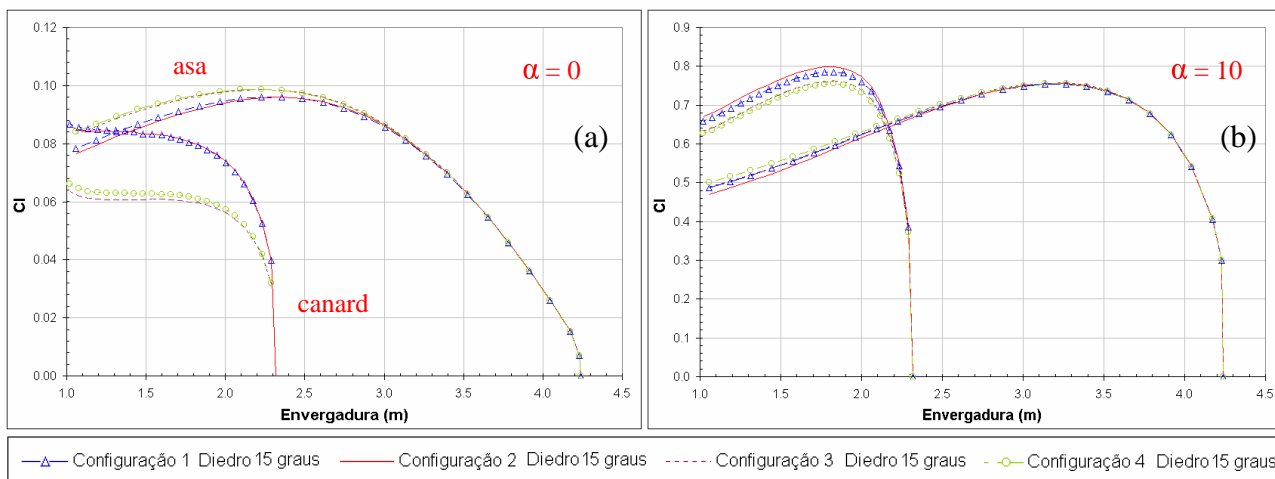 0.12
0.10
0.08
0.06
0.04
0.02
0.00
Cl
1.0 1.5 2.0 2.5 3.0 3.5 4.0 4.5
Envergadura (m)
asa
α = 0
(a)
canard
0.9
0.8
0.7
0.6
0.5
0.4
0.3
0.2
0.1
0.0
Cl
1.0 1.5 2.0 2.5 3.0 3.5 4.0 4.5
Envergadura (m)
α = 10
(b)
Configuração 1 Diedro 15 graus Configuração 2 Diedro 15 graus Configuração 3 Diedro 15 graus Configuração 4 Diedro 15 graus